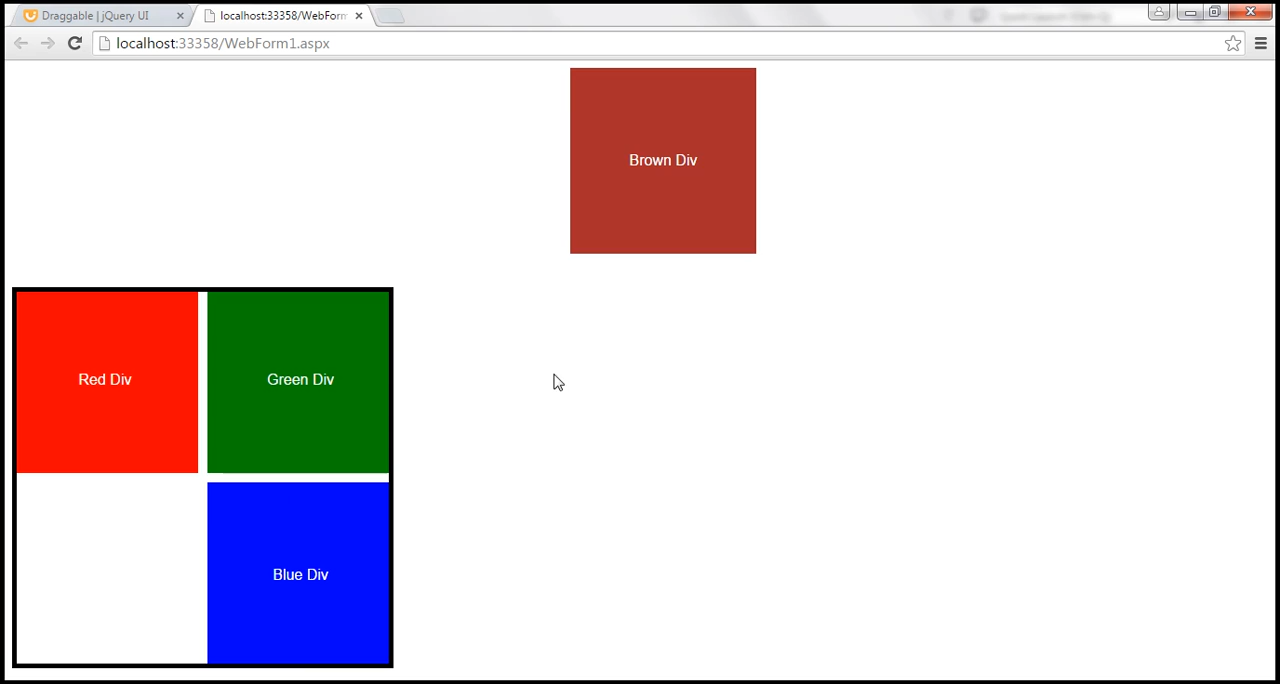 Draggable | jQuery UI
localhost:33358/WebForm
localhost:33358/WebForm1.aspx
Brown Div
Red Div
Green Div
Blue Div